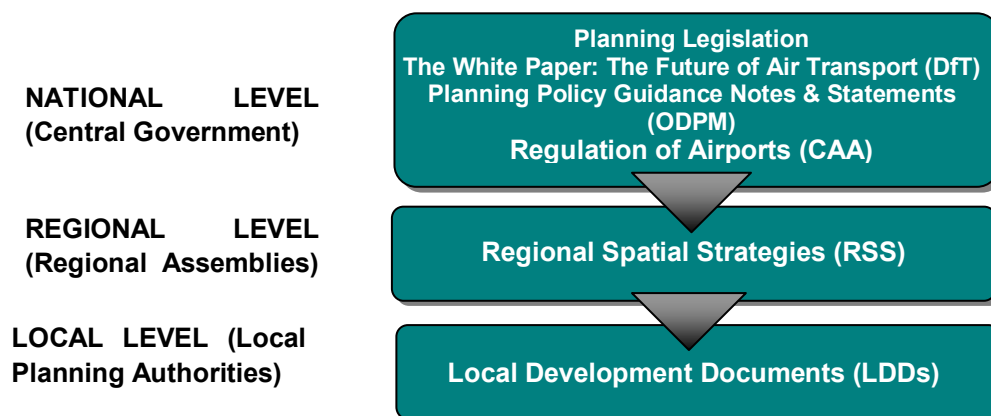 NATIONAL LEVEL
(Central Government)
Planning Legislation
The White Paper: The Future of Air Transport (DfT)
Planning Policy Guidance Notes & Statements
(ODPM)
Regulation of Airports (CAA)
REGIONAL LEVEL
(Regional Assemblies)
Regional Spatial Strategies (RSS)
LOCAL LEVEL (Local
Planning Authorities)
Local Development Documents (LDDs)